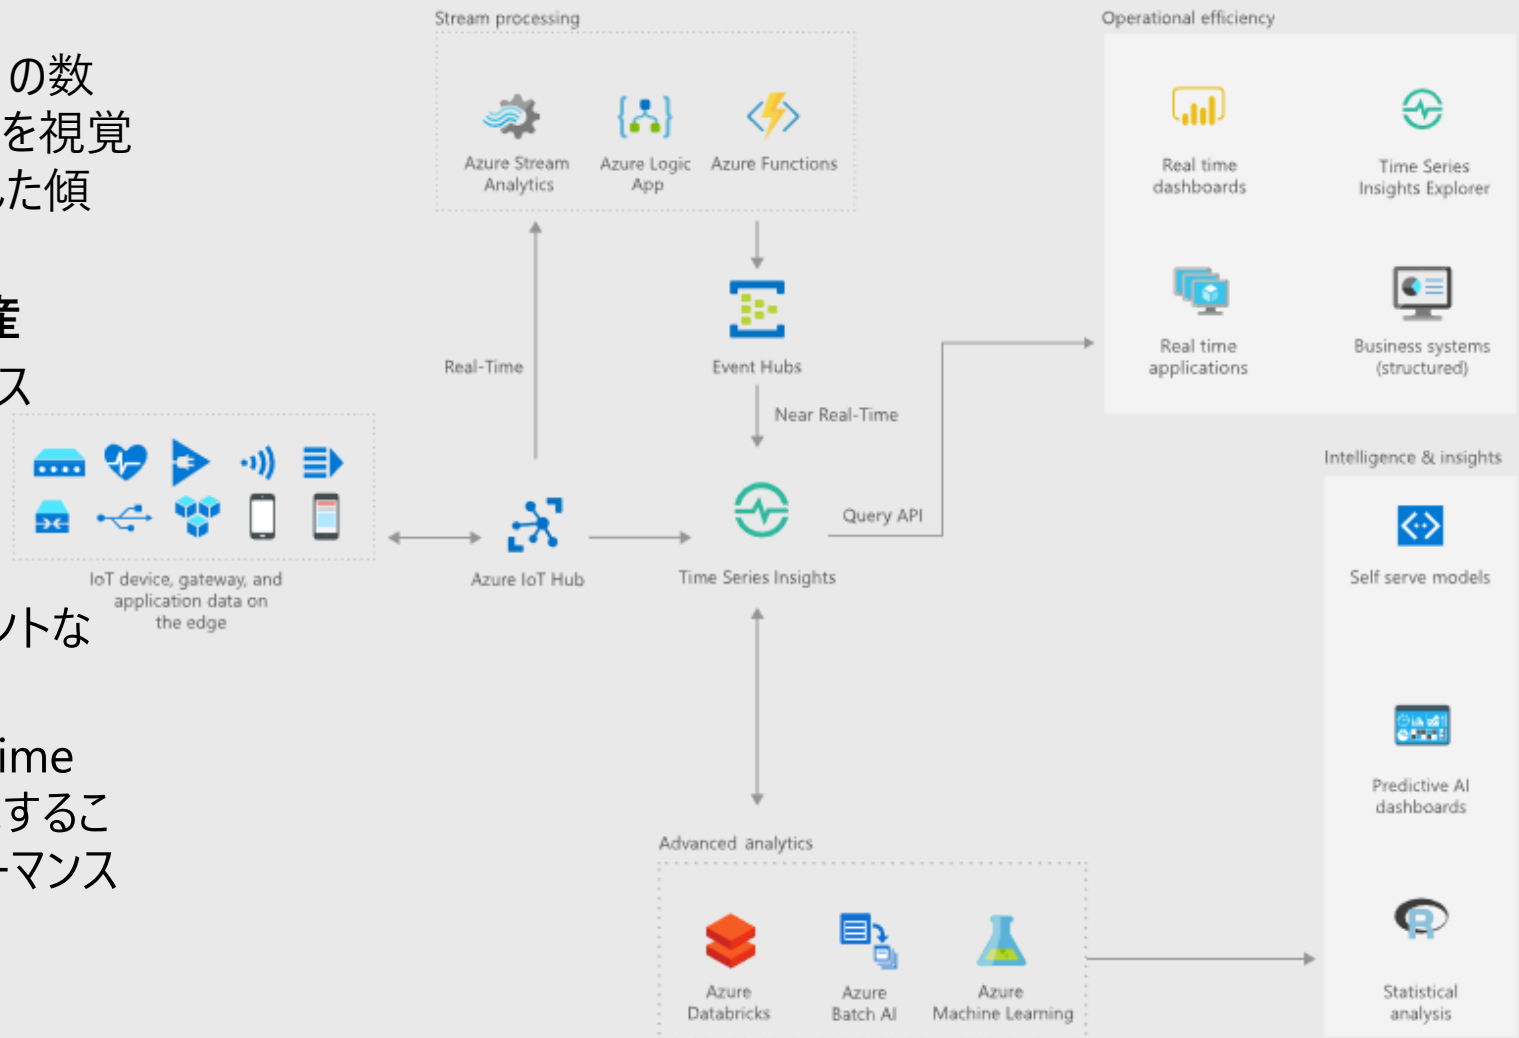 の数
を視覚
た傾
産
ス
ントな
ime
するこ
ーマンス
Stream processing
Azure Stream
Analytics
Azure Logic
App
Azure Functions
Real-Time
Event Hubs
Near Real-Time
IoT device, gateway, and
application data on
the edge
Azure IoT Hub
Time Series Insights
Query API
Operational efficiency
Real time
dashboards
Time Series
Insights Explorer
Real time
applications
Business systems
(structured)
Intelligence & insights
Self serve models
Predictive AI
dashboards
Statistical
analysis
Advanced analytics
Azure
Databricks
Azure
Batch AI
Azure
Machine Learning